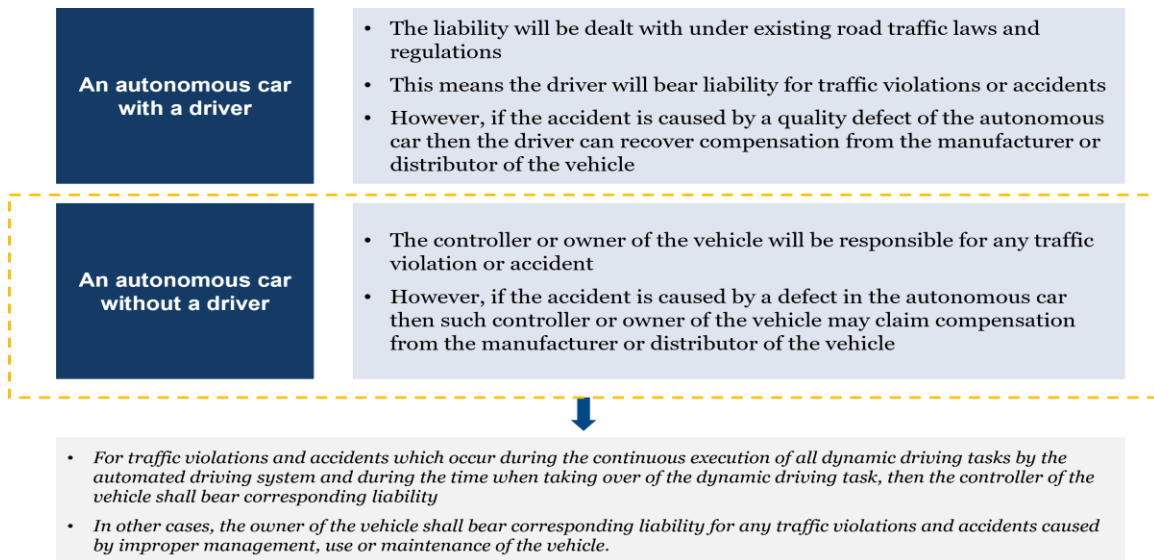 An autonomous car
with a driver
• The liability will be dealt with under existing road traffic laws and
regulations
• This means the driver will bear liability for traffic violations or accidents
• However, if the accident is caused by a quality defect of the autonomous
car then the driver can recover compensation from the manufacturer or
distributor of the vehicle
An autonomous car
without a driver
• The controller or owner of the vehicle will be responsible for any traffic
violation or accident
• However, if the accident is caused by a defect in the autonomous car
then such controller or owner of the vehicle may claim compensation
from the manufacturer or distributor of the vehicle
• For traffic violations and accidents which occur during the continuous execution of all dynamic driving tasks by the
automated driving system and during the time when taking over of the dynamic driving task, then the controller of the
vehicle shall bear corresponding liability
• In other cases, the owner of the vehicle shall bear corresponding liability for any traffic violations and accidents caused
by improper management, use or maintenance of the vehicle.